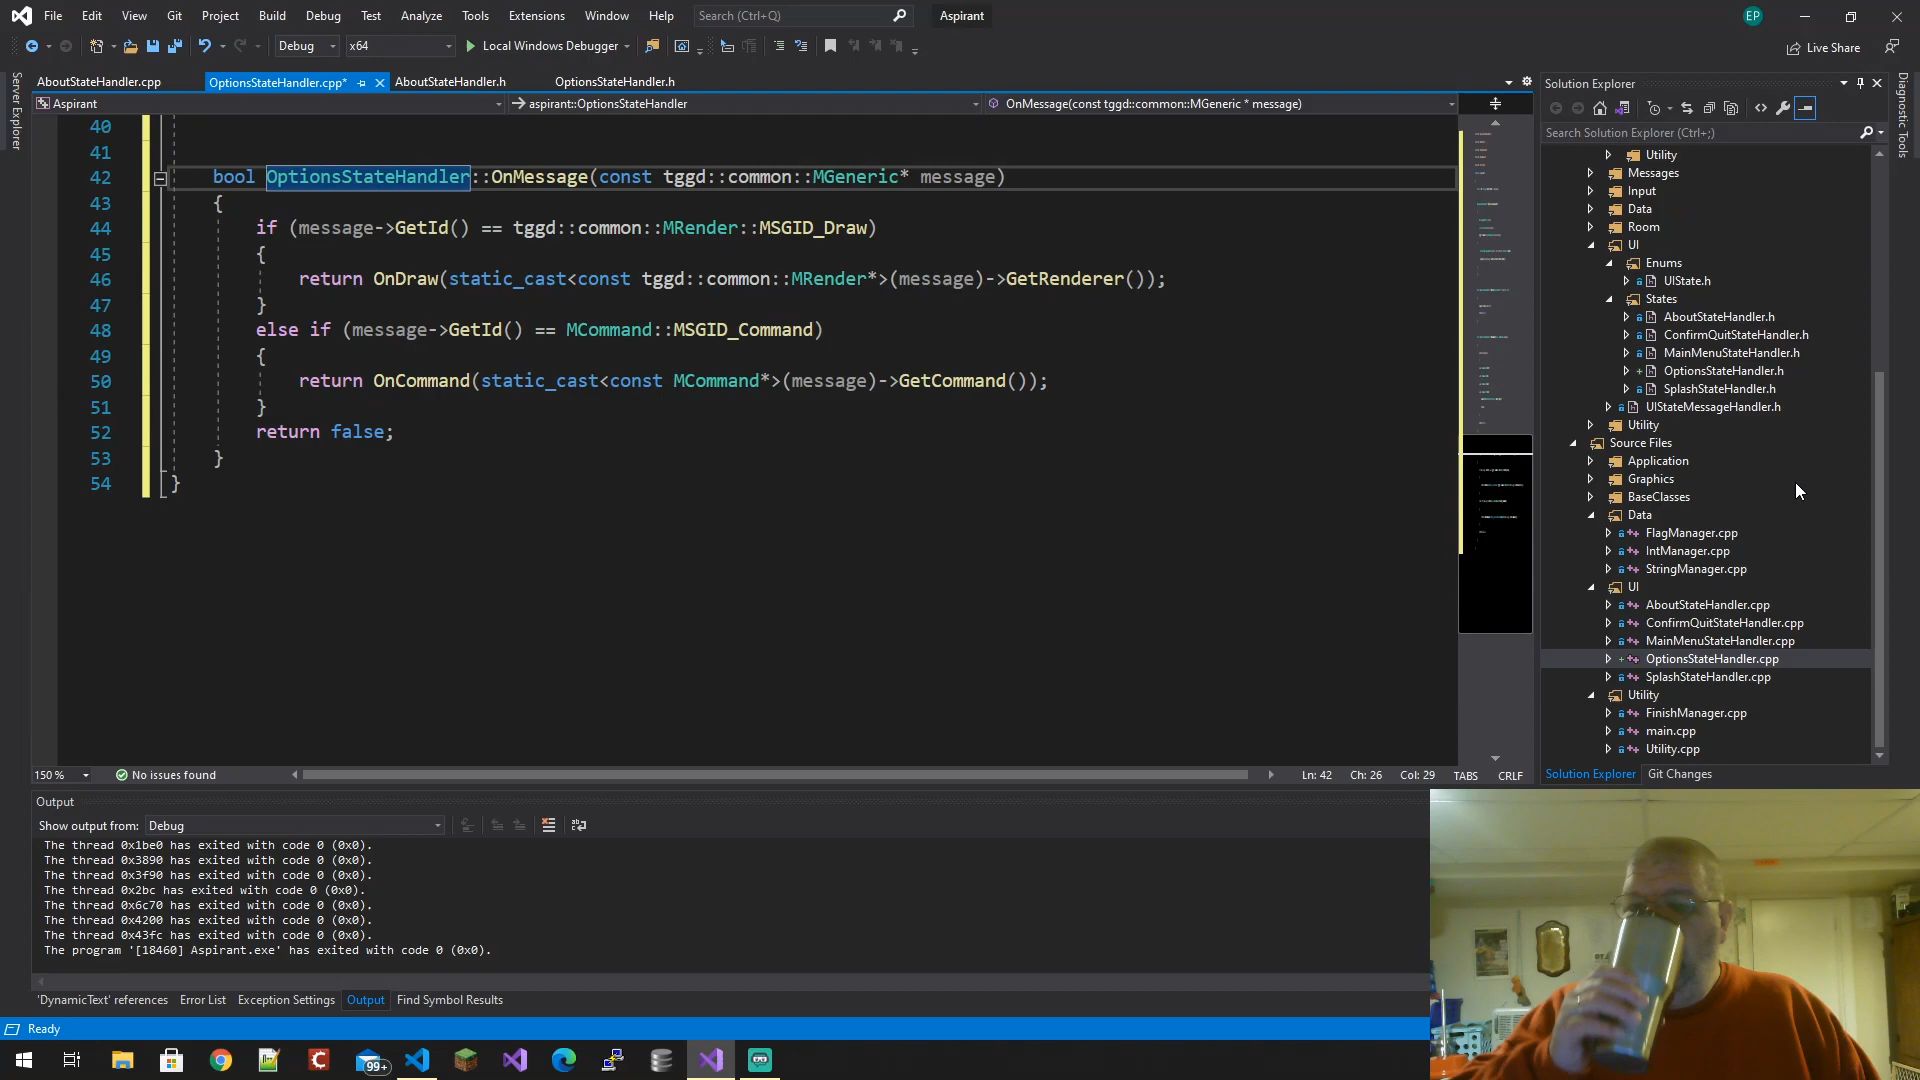 File Edit View Git Project Build Debug Test Analyze Tools Extensions Window Help Search (Ctrl+Q) Aspirant EP
Debug x64 Local Windows Debugger Live Share
AboutStateHandler.cpp OptionsStateHandler.cpp* AboutStateHandler.h OptionsStateHandler.h
Aspirant aspirant::OptionsStateHandler OnMessage(const tggd::common::MGeneric * message)
Server Explorer
40
41
42 bool OptionsStateHandler::OnMessage(const tggd::common::MGeneric* message)
43 {
44 if (message->GetId() == tggd::common::MRender::MSGID_Draw)
45 {
46 return OnDraw(static_cast<const tggd::common::MRender*>(message)->GetRenderer());
47 }
48 else if (message->GetId() == MCommand::MSGID_Command)
49 {
50 return OnCommand(static_cast<const MCommand*>(message)->GetCommand());
51 }
52 return false;
53 }
54 }
150 % No issues found Ln: 42 Ch: 26 Col: 29 TABS CRLF
Solution Explorer
Search Solution Explorer (Ctrl+;)
Utility
Messages
Input
Data
Room
UI
Enums
UIState.h
States
AboutStateHandler.h
ConfirmQuitStateHandler.h
MainMenuStateHandler.h
OptionsStateHandler.h
SplashStateHandler.h
UIStateMessageHandler.h
Utility
Source Files
Application
Graphics
BaseClasses
Data
FlagManager.cpp
IntManager.cpp
StringManager.cpp
UI
AboutStateHandler.cpp
ConfirmQuitStateHandler.cpp
MainMenuStateHandler.cpp
OptionsStateHandler.cpp
SplashStateHandler.cpp
Utility
FinishManager.cpp
main.cpp
Utility.cpp
Solution Explorer Git Changes
Diagnostic Tools
Output
Show output from: Debug
The thread 0x1be0 has exited with code 0 (0x0).
The thread 0x3890 has exited with code 0 (0x0).
The thread 0x3f90 has exited with code 0 (0x0).
The thread 0x2bc has exited with code 0 (0x0).
The thread 0x6c70 has exited with code 0 (0x0).
The thread 0x4200 has exited with code 0 (0x0).
The thread 0x43fc has exited with code 0 (0x0).
The program '[18460] Aspirant.exe' has exited with code 0 (0x0).
'DynamicText' references Error List Exception Settings Output Find Symbol Results
Ready
99+